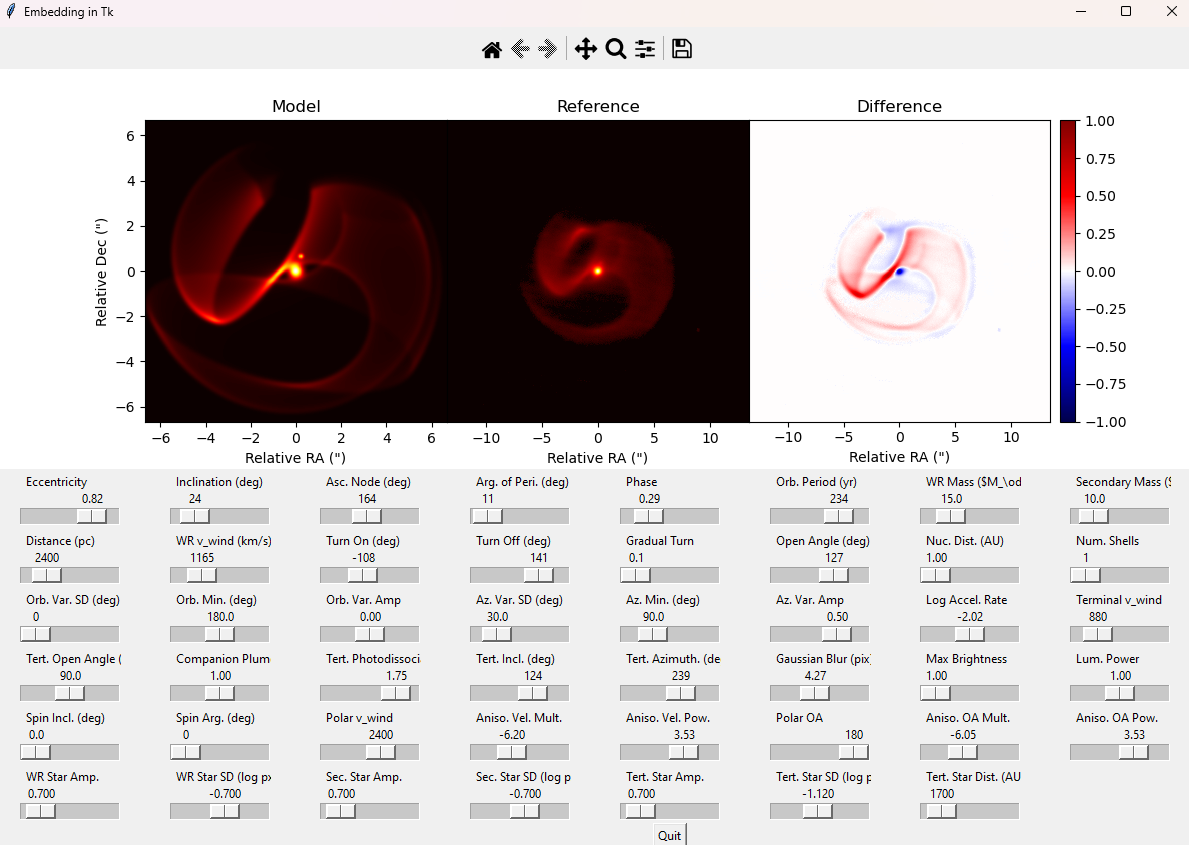 Embedding in Tk
Model Reference Difference
6
4
2
0
−2
−4
−6
Relative Dec (")
1.00
0.75
0.50
0.25
0.00
−0.25
−0.50
−0.75
−1.00
−6 −4 −2 0 2 4 6 −10 −5 0 5 10 −10 −5 0 5 10
Relative RA (") Relative RA (") Relative RA (")
Eccentricity Inclination (deg) Asc. Node (deg) Arg. of Peri. (deg) Phase Orb. Period (yr) WR Mass ($M_\od Secondary Mass ($
0.82 24 164 11 0.29 234 15.0 10.0
Distance (pc) WR v_wind (km/s) Turn On (deg) Turn Off (deg) Gradual Turn Open Angle (deg) Nuc. Dist. (AU) Num. Shells
2400 1165 -108 141 0.1 127 1.00 1
Orb. Var. SD (deg) Orb. Min. (deg) Orb. Var. Amp Az. Var. SD (deg) Az. Min. (deg) Az. Var. Amp Log Accel. Rate Terminal v_wind
0 180.0 0.00 30.0 90.0 0.50 -2.02 880
Tert. Open Angle ( Companion Plum Tert. Photodissoci Tert. Incl. (deg) Tert. Azimuth. (de Gaussian Blur (pix Max Brightness Lum. Power
90.0 1.00 1.75 124 239 4.27 1.00 1.00
Spin Incl. (deg) Spin Arg. (deg) Polar v_wind Aniso. Vel. Mult. Aniso. Vel. Pow. Polar OA Aniso. OA Mult. Aniso. OA Pow.
0.0 0 2400 -6.20 3.53 180 -6.05 3.53
WR Star Amp. WR Star SD (log px Sec. Star Amp. Sec. Star SD (log p Tert. Star Amp. Tert. Star SD (log p Tert. Star Dist. (AU
0.700 -0.700 0.700 -0.700 0.700 -1.120 1700
Quit